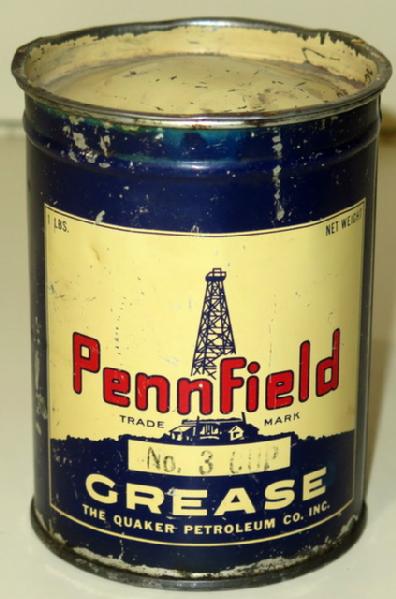 1 LBS. NET WEIGHT
Pennfield
TRADE MARK
No. 3 CUP
GREASE
THE QUAKER PETROLEUM CO. INC.